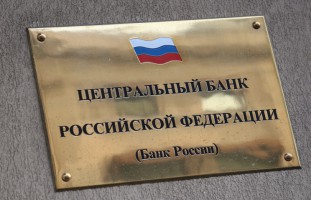 ЦЕНТРАЛЬНЫЙ БАНК
РОССИЙСКОЙ ФЕДЕРАЦИИ
(Банк России)